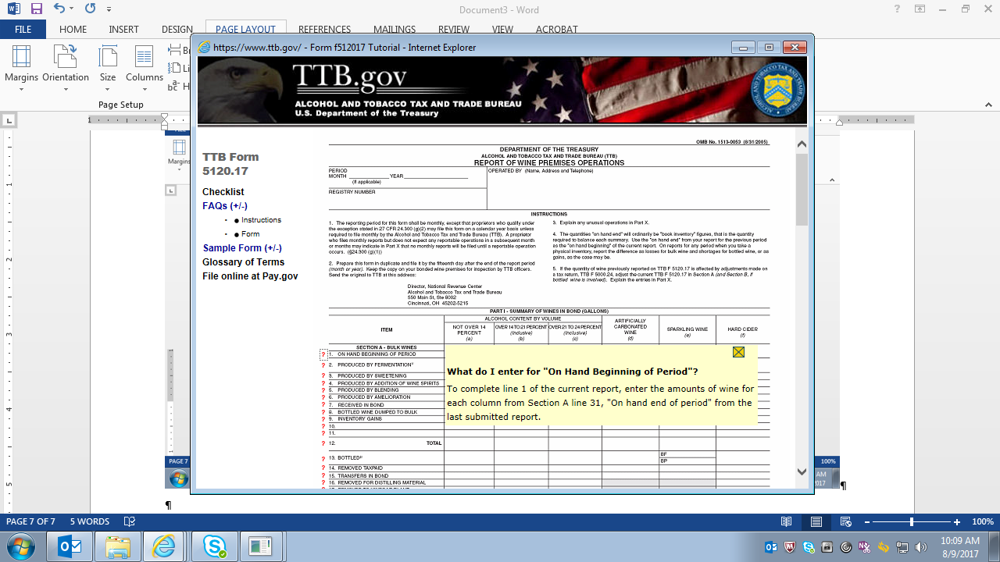 Document3 - Word
FILE HOME INSERT DESIGN PAGE LAYOUT REFERENCES MAILINGS REVIEW VIEW ACROBAT
Margins Orientation Size Columns
Page Setup
https://www.ttb.gov/ - Form f512017 Tutorial - Internet Explorer
TTB.gov
ALCOHOL AND TOBACCO TAX AND TRADE BUREAU
U.S. Department of the Treasury
TTB Form
5120.17
Checklist
FAQs (+/-)
Instructions
Form
Sample Form (+/-)
Glossary of Terms
File online at Pay.gov
OMB No. 1513-0053 (8/31/2005)
DEPARTMENT OF THE TREASURY
ALCOHOL AND TOBACCO TAX AND TRADE BUREAU (TTB)
REPORT OF WINE PREMISES OPERATIONS
PERIOD
MONTH YEAR
(If applicable)
OPERATED BY (Name, Address and Telephone)
REGISTRY NUMBER
INSTRUCTIONS
1. The reporting period for this form shall be monthly, except that proprietors who qualify under
the exception stated in 27 CFR 24.300 (g)(2) may file this form on a calendar year basis unless
required to file monthly by the Alcohol and Tobacco Tax and Trade Bureau (TTB). A proprietor
who files monthly reports but does not expect any reportable operations in a subsequent month
or months may indicate in Part X that no monthly reports will be filed until a reportable operation
occurs. (§24.300 (g)(1))
2. Prepare this form in duplicate and file it by the fifteenth day after the end of the report period
(month or year). Keep the copy on your bonded wine premises for inspection by TTB officers.
Send the original to TTB at this address:
Director, National Revenue Center
Alcohol and Tobacco Tax and Trade Bureau
550 Main St, Ste 8002
Cincinnati, OH 45202-5215
3. Explain any unusual operations in Part X.
4. The quantities "on hand" will ordinarily be "book inventory" figures, that is the quantity
required to balance each summary. Use the "on hand end" from your report for the previous period
as the "on hand beginning" of the current report. On reports for any period when you take a
physical inventory, report the difference as losses for bulk wine and shortages for bottled wine, or as
gains, as the case may be.
5. If the quantity of wine previously reported on TTB F 5120.17 is affected by adjustments made on
a tax return, TTB F 5000.24, adjust the current TTB F 5120.17 in Section A (and Section B, if
bottled wine is involved). Explain the entries in Part X.
PART I - SUMMARY OF WINES IN BOND (GALLONS)
ITEM
ALCOHOL CONTENT BY VOLUME
NOT OVER 14
PERCENT
(a)
OVER 14 TO 21 PERCENT
(Inclusive)
(b)
OVER 21 TO 24 PERCENT
(Inclusive)
(c)
ARTIFICIALLY
CARBONATED
WINE
(d)
SPARKLING WINE
(e)
HARD CIDER
(f)
SECTION A - BULK WINES
? 1. ON HAND BEGINNING OF PERIOD
? 2. PRODUCED BY FERMENTATION
? 3. PRODUCED BY SWEETENING
? 4. PRODUCED BY ADDITION OF WINE SPIRITS
? 5. PRODUCED BY BLENDING
? 6. PRODUCED BY AMELIORATION
? 7. RECEIVED IN BOND
? 8. BOTTLED WINE DUMPED TO BULK
? 9. INVENTORY GAINS
? 10.
? 11.
? 12. TOTAL
? 13. BOTTLED
BF
BP
? 14. REMOVED TAXPAID
? 15. TRANSFERS IN BOND
? 16. REMOVED FOR DISTILLING MATERIAL
What do I enter for "On Hand Beginning of Period"?
To complete line 1 of the current report, enter the amounts of wine for
each column from Section A line 31, "On hand end of period" from the
last submitted report.
PAGE 7
100%
PAGE 7 OF 7 5 WORDS
100%
10:09 AM
8/9/2017